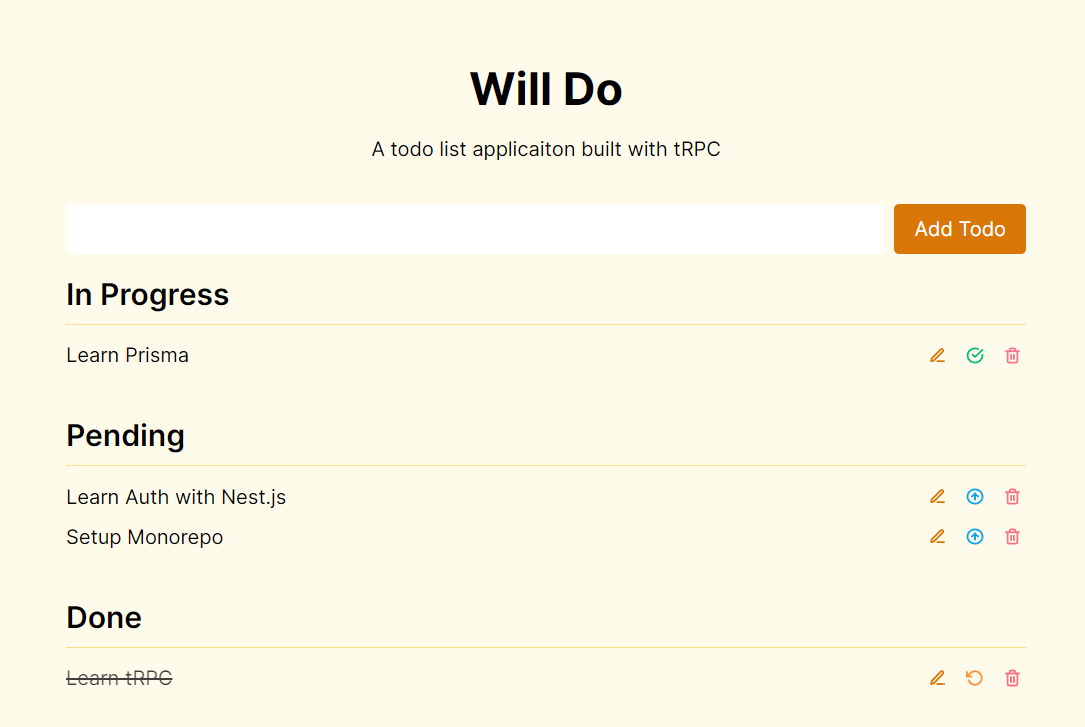 Will Do
A todo list applicaiton built with tRPC
Add Todo
In Progress
Learn Prisma
Pending
Learn Auth with Nest.js
Setup Monorepo
Done
Learn tRPC